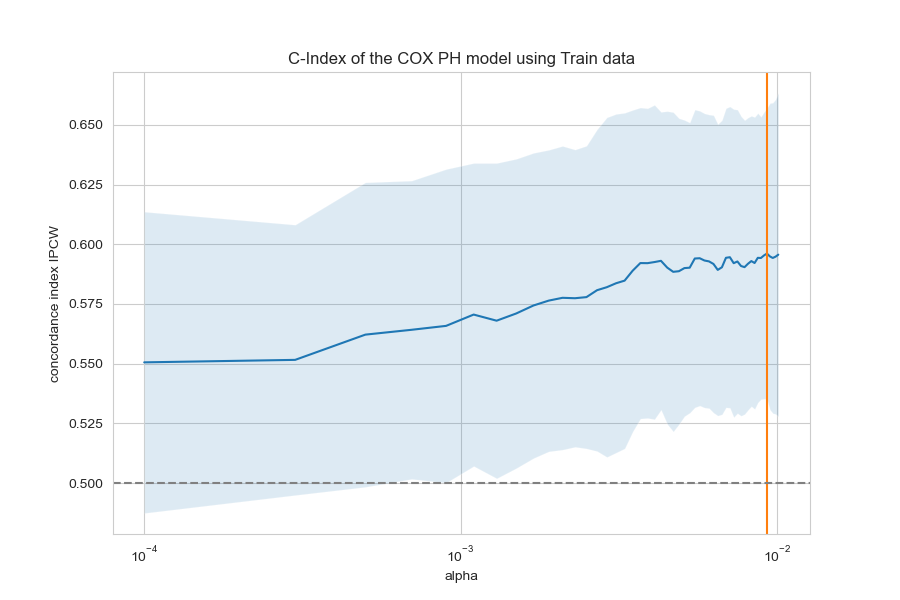 C-Index of the COX PH model using Train data
concordance index IPCW
0.650
0.625
0.600
0.575
0.550
0.525
0.500
10⁻⁴ 10⁻³ 10⁻²
alpha